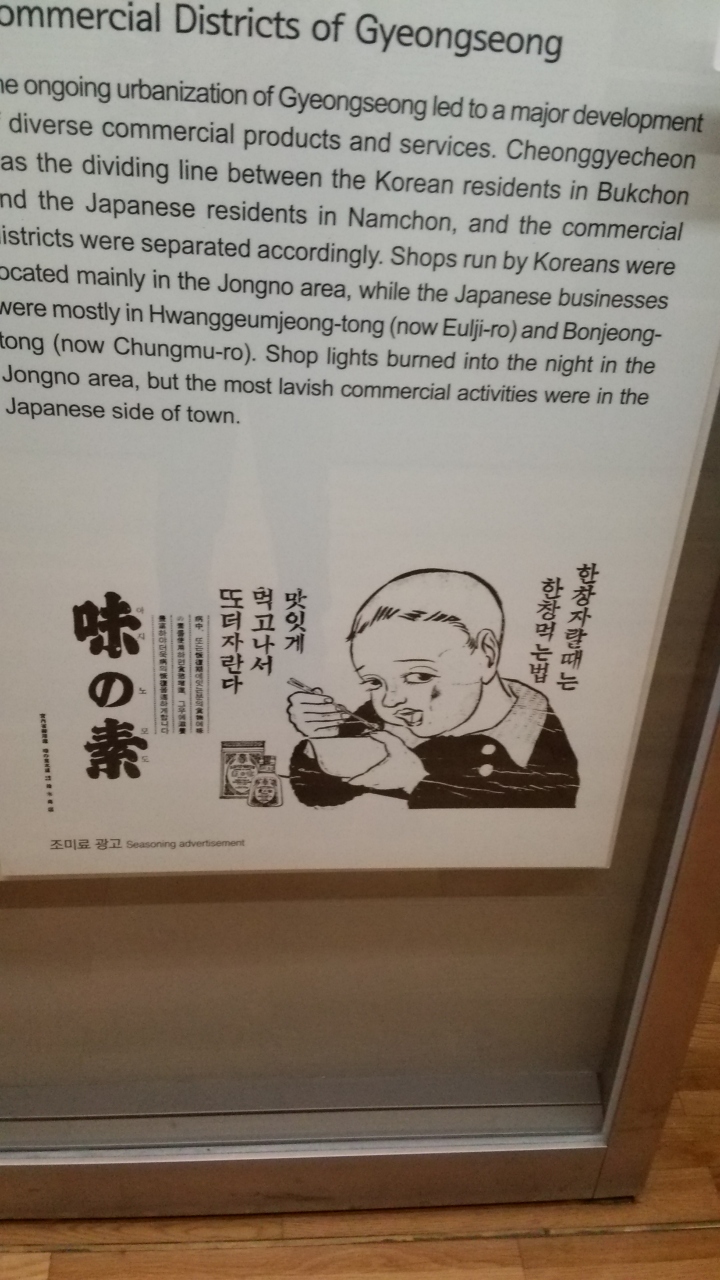 ommercial Districts of Gyeongseong
he ongoing urbanization of Gyeongseong led to a major development
diverse commercial products and services. Cheonggyecheon
as the dividing line between the Korean residents in Bukchon
nd the Japanese residents in Namchon, and the commercial
istricts were separated accordingly. Shops run by Koreans were
ocated mainly in the Jongno area, while the Japanese businesses
were mostly in Hwanggeumjeong-tong (now Eulji-ro) and Bonjeong-
tong (now Chungmu-ro). Shop lights burned into the night in the
Jongno area, but the most lavish commercial activities were in the
Japanese side of town.
한창자랄때는
한창먹는법
맛잇게
먹고나서
또더자란다
味の素
아지노모도
조미료 광고 Seasoning advertisement